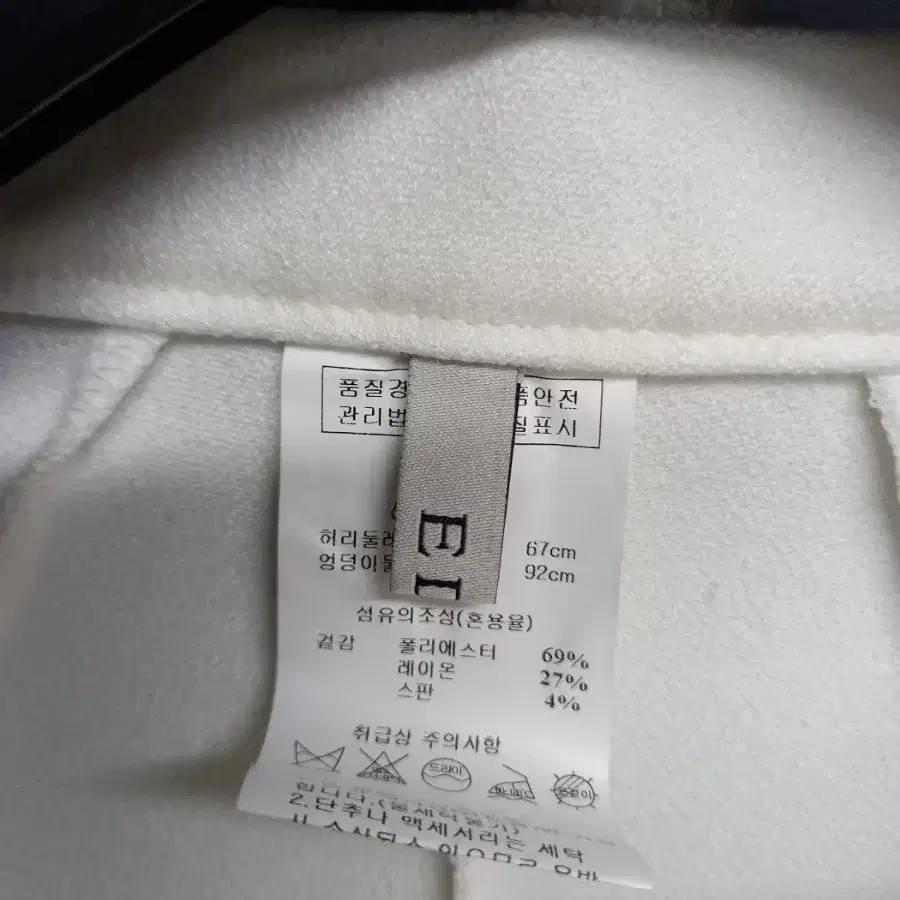 품질경 품안전
관리법 질표시
허리둘레 67cm
엉덩이둘 92cm
E
섬유의조성(혼용율)
겉감 폴리에스터 69%
레이온 27%
스판 4%
취급상 주의사항
드라이
옷걸이
2.단추나 액세서리는 세탁